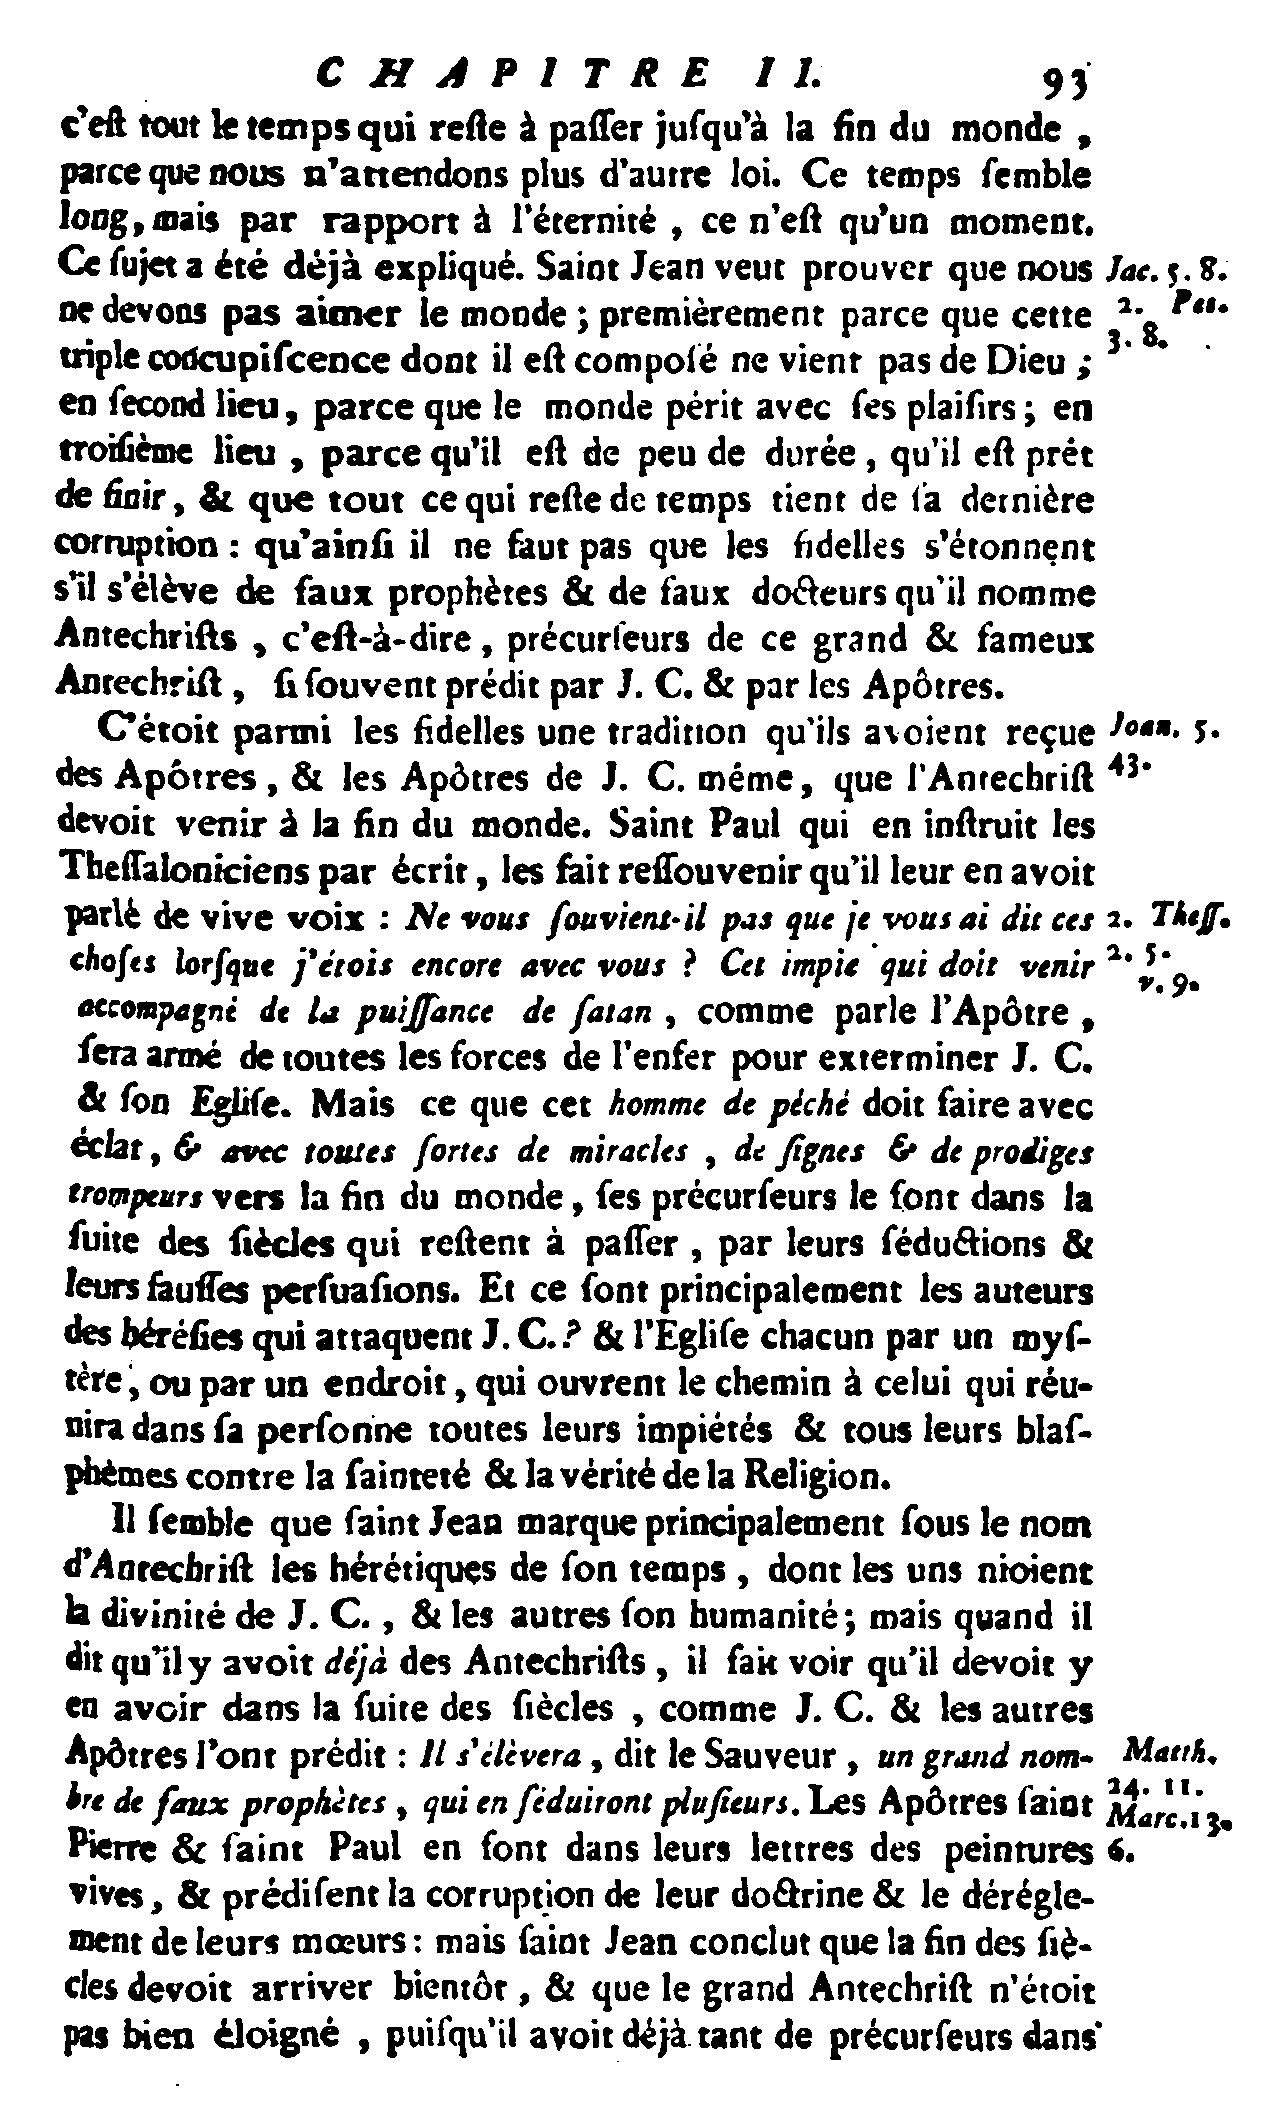 CHAPITRE II. 93
c'eſt tout le temps qui reſte à paſſer juſqu'à la fin du monde ,
parce que nous n'attendons plus d'autre loi. Ce temps ſemble
long, mais par rapport à l'éternité , ce n'eſt qu'un moment.
Ce ſujet a été déjà expliqué. Saint Jean veut prouver que nous Jac. 5. 8.
ne devons pas aimer le monde ; premièrement parce que cette 2. Pet.
triple concupiſcence dont il eſt compoſé ne vient pas de Dieu ; 3. 8.
en ſecond lieu, parce que le monde périt avec ſes plaiſirs ; en
troiſième lieu , parce qu'il eſt de peu de durée , qu'il eſt prêt
de finir, & que tout ce qui reſte de temps tient de ſa dernière
corruption : qu'ainſi il ne faut pas que les fidelles s'étonnent
s'il s'élève de faux prophètes & de faux docteurs qu'il nomme
Antechriſts , c'eſt-à-dire , précurſeurs de ce grand & fameux
Antechriſt , ſi ſouvent prédit par J. C. & par les Apôtres.
C'étoit parmi les fidelles une tradition qu'ils avoient reçue Joan. 5.
des Apôtres , & les Apôtres de J. C. même, que l'Antechriſt 43.
devoit venir à la fin du monde. Saint Paul qui en inſtruit les
Theſſaloniciens par écrit, les fait reſſouvenir qu'il leur en avoit
parlé de vive voix : Ne vous ſouvient-il pas que je vous ai dit ces 2. Theſſ.
choſes lorſque j'étois encore avec vous ? Cet impie qui doit venir 2. 5.
accompagné de la puiſſance de ſatan , comme parle l'Apôtre , v. 9.
ſera armé de toutes les forces de l'enfer pour exterminer J. C.
& ſon Egliſe. Mais ce que cet homme de péché doit faire avec
éclat, & avec toutes ſortes de miracles , de ſignes & de prodiges
trompeurs vers la fin du monde, ſes précurſeurs le ſont dans la
ſuite des ſiècles qui reſtent à paſſer , par leurs ſéductions &
leurs fauſſes perſuaſions. Et ce ſont principalement les auteurs
des héréſies qui attaquent J. C.? & l'Egliſe chacun par un myſ-
tère, ou par un endroit, qui ouvrent le chemin à celui qui réu-
nira dans ſa perſonne toutes leurs impiétés & tous leurs blaſ-
phèmes contre la ſainteté & la vérité de la Religion.
Il ſemble que ſaint Jean marque principalement ſous le nom
d'Antechriſt les hérétiques de ſon temps , dont les uns nioient
la divinité de J. C. , & les autres ſon humanité ; mais quand il
dit qu'il y avoit déjà des Antechriſts , il fait voir qu'il devoit y
en avoir dans la ſuite des ſiècles , comme J. C. & les autres
Apôtres l'ont prédit : Il s'élèvera , dit le Sauveur , un grand nom- Matth.
bre de faux prophètes , qui en ſéduiront pluſieurs. Les Apôtres ſaint 24. 11.
Marc. 13.
Pierre & ſaint Paul en font dans leurs lettres des peintures 6.
vives, & prédiſent la corruption de leur doctrine & le dérégle-
ment de leurs mœurs : mais ſaint Jean conclut que la fin des ſiè-
cles devoit arriver bientôt , & que le grand Antechriſt n'étoit
pas bien éloigné , puiſqu'il avoit déjà tant de précurſeurs dans